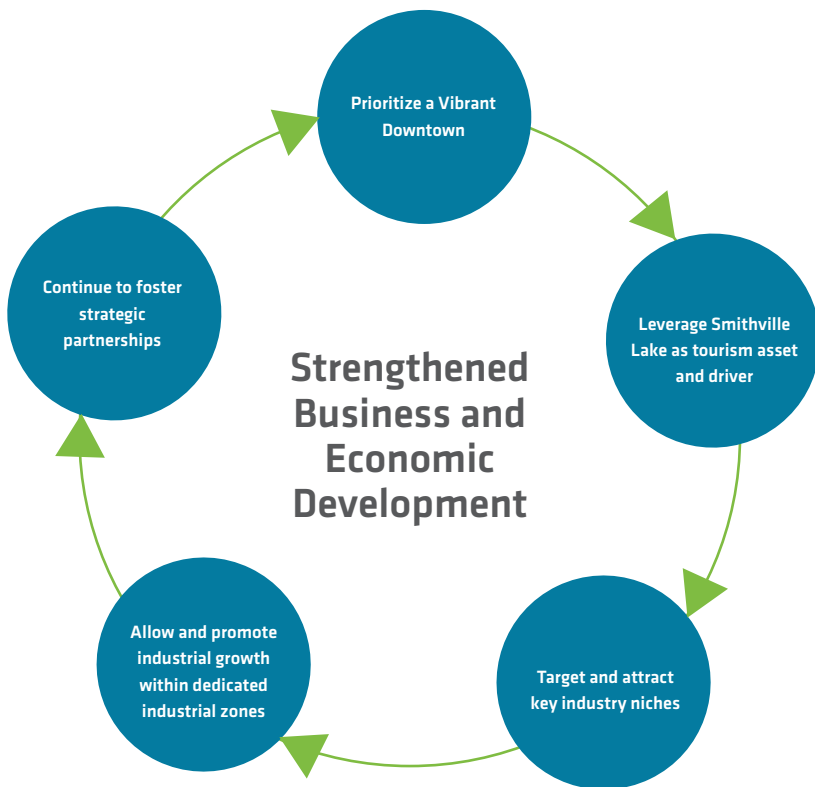 Prioritize a Vibrant
Downtown
Leverage Smithville
Lake as tourism asset
and driver
Target and attract
key industry niches
Allow and promote
industrial growth
within dedicated
industrial zones
Continue to foster
strategic
partnerships
Strengthened
Business and
Economic
Development